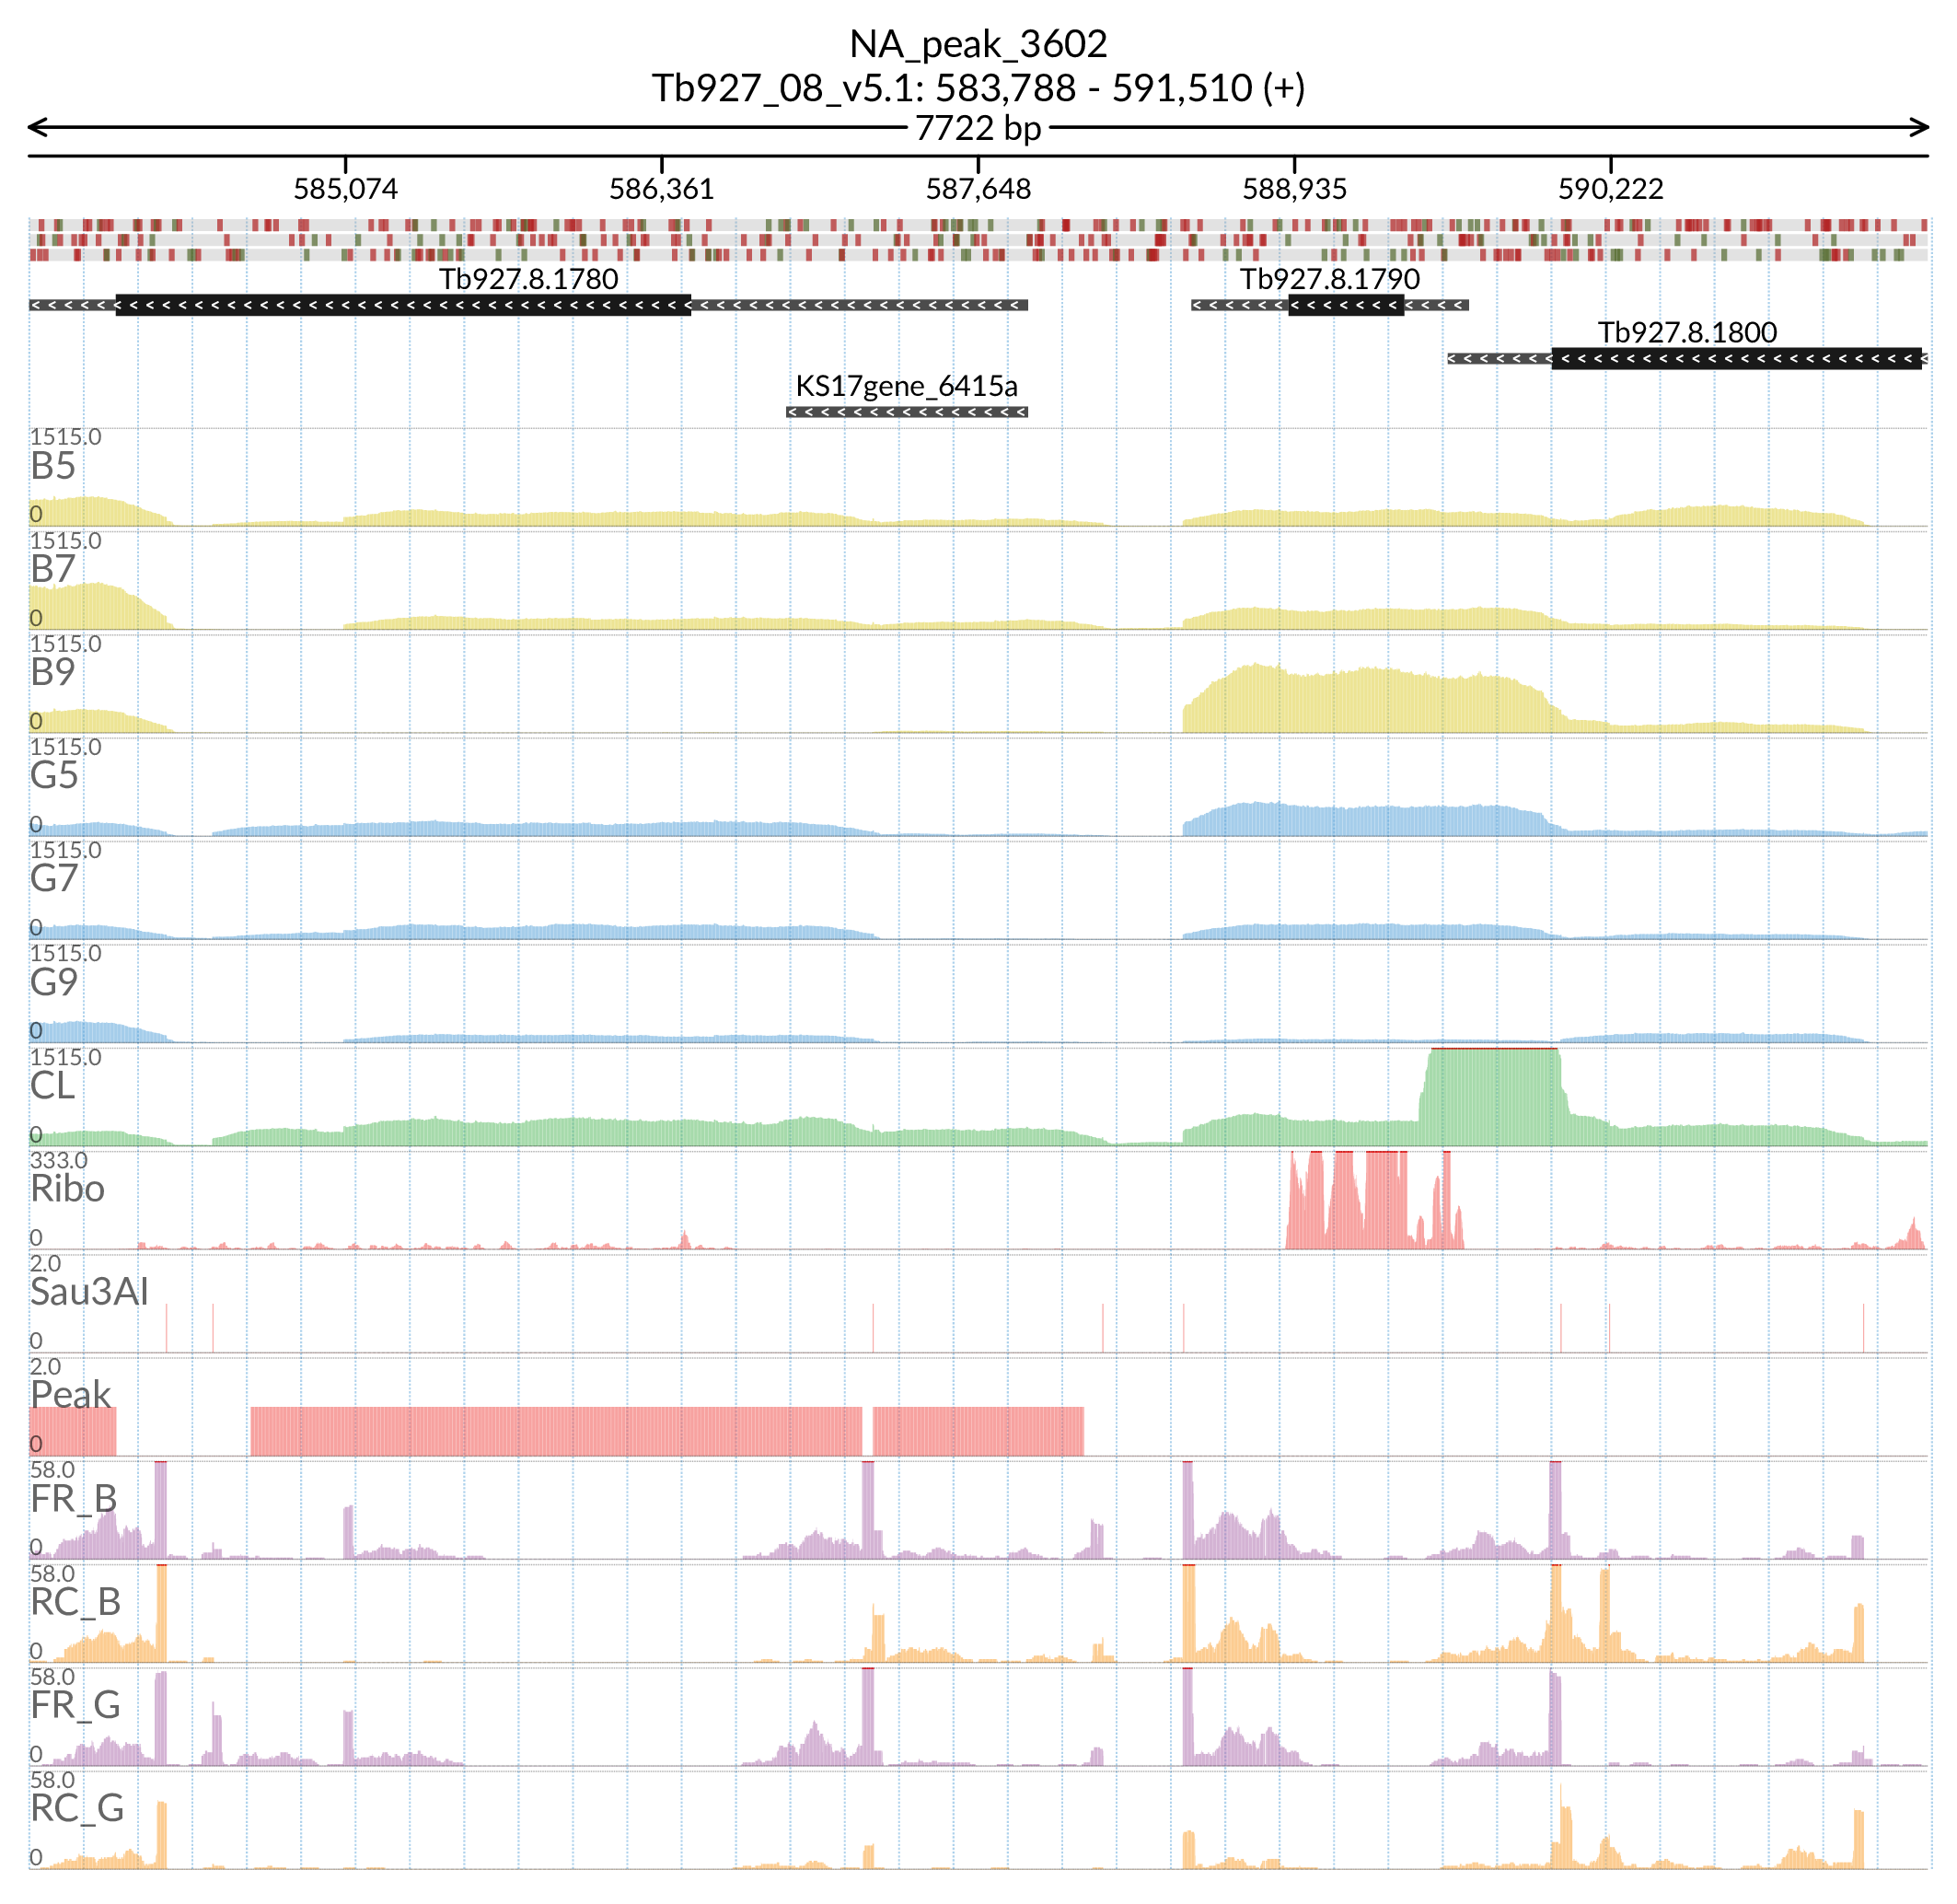 NA_peak_3602
Tb927_08_v5.1: 583,788 - 591,510 (+)
7722 bp
585,074 586,361 587,648 588,935 590,222
Tb927.8.1780 Tb927.8.1790
Tb927.8.1800
KS17gene_6415a
1515.0
B5
0
1515.0
B7
0
1515.0
B9
0
1515.0
G5
0
1515.0
G7
0
1515.0
G9
0
1515.0
CL
0
333.0
Ribo
0
2.0
Sau3AI
0
2.0
Peak
0
58.0
FR_B
0
58.0
RC_B
0
58.0
FR_G
0
58.0
RC_G
0